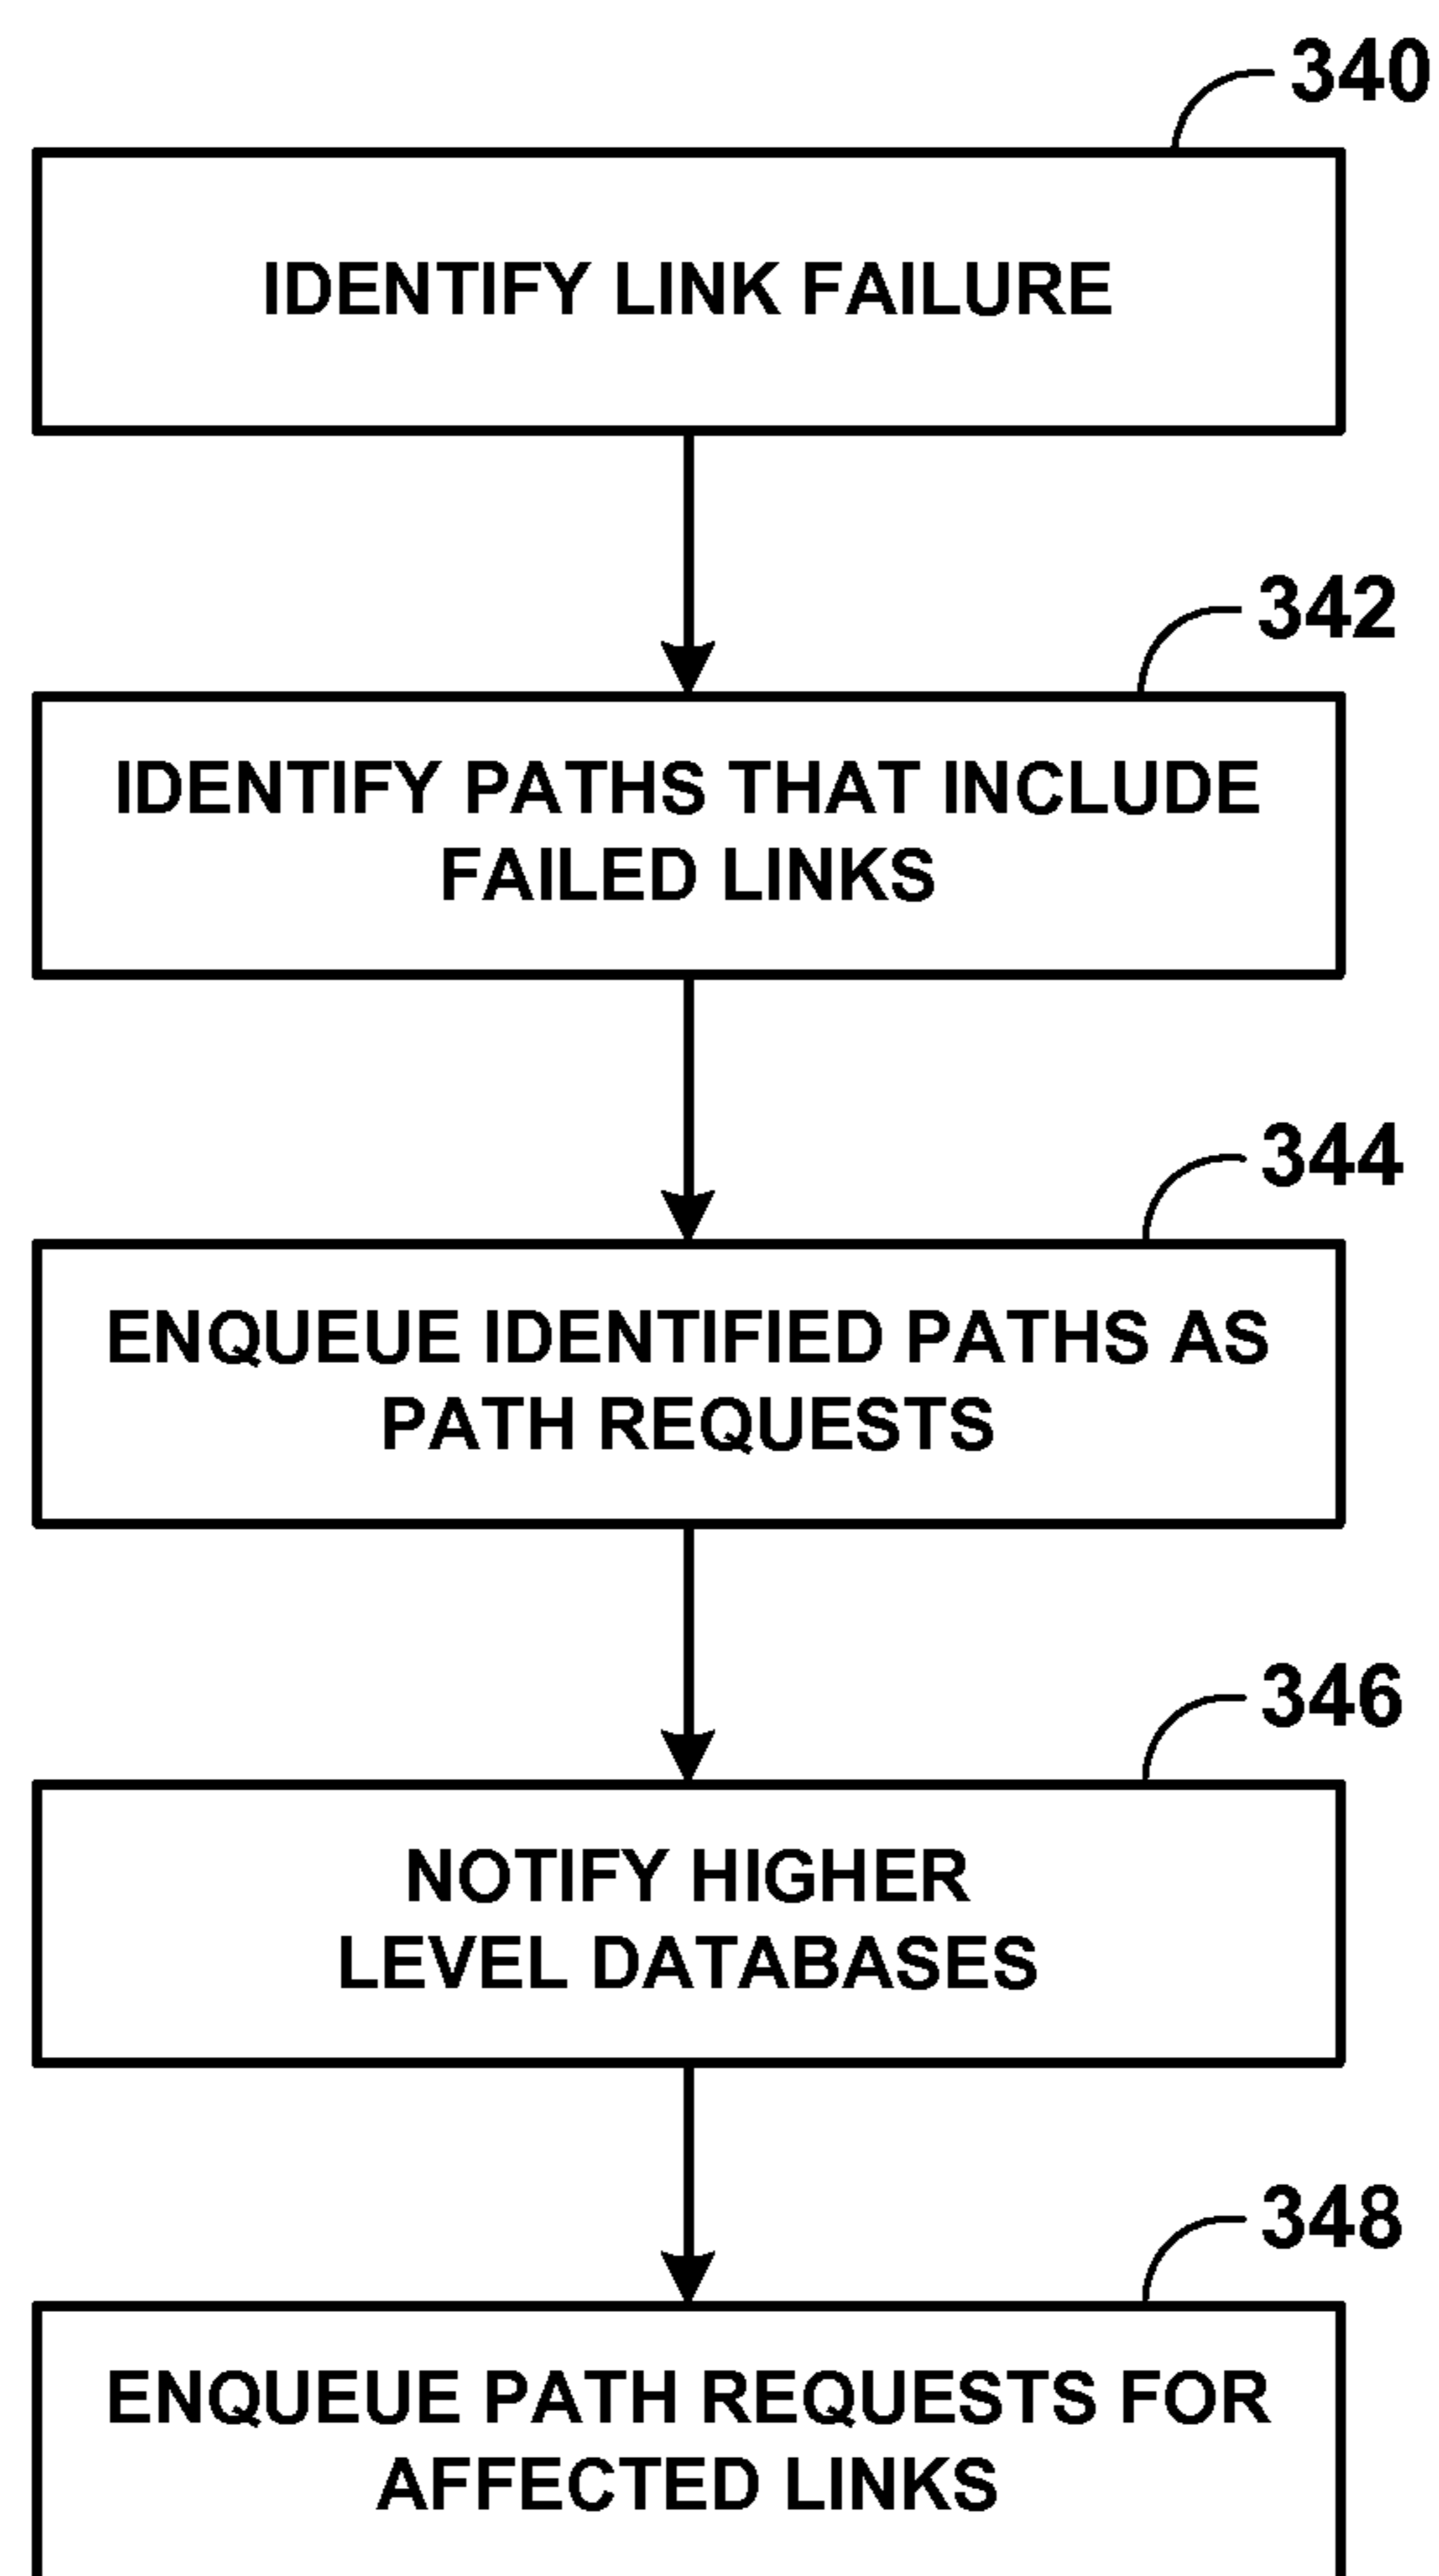 340
IDENTIFY LINK FAILURE
342
IDENTIFY PATHS THAT INCLUDE
FAILED LINKS
344
ENQUEUE IDENTIFIED PATHS AS
PATH REQUESTS
346
NOTIFY HIGHER
LEVEL DATABASES
348
ENQUEUE PATH REQUESTS FOR
AFFECTED LINKS